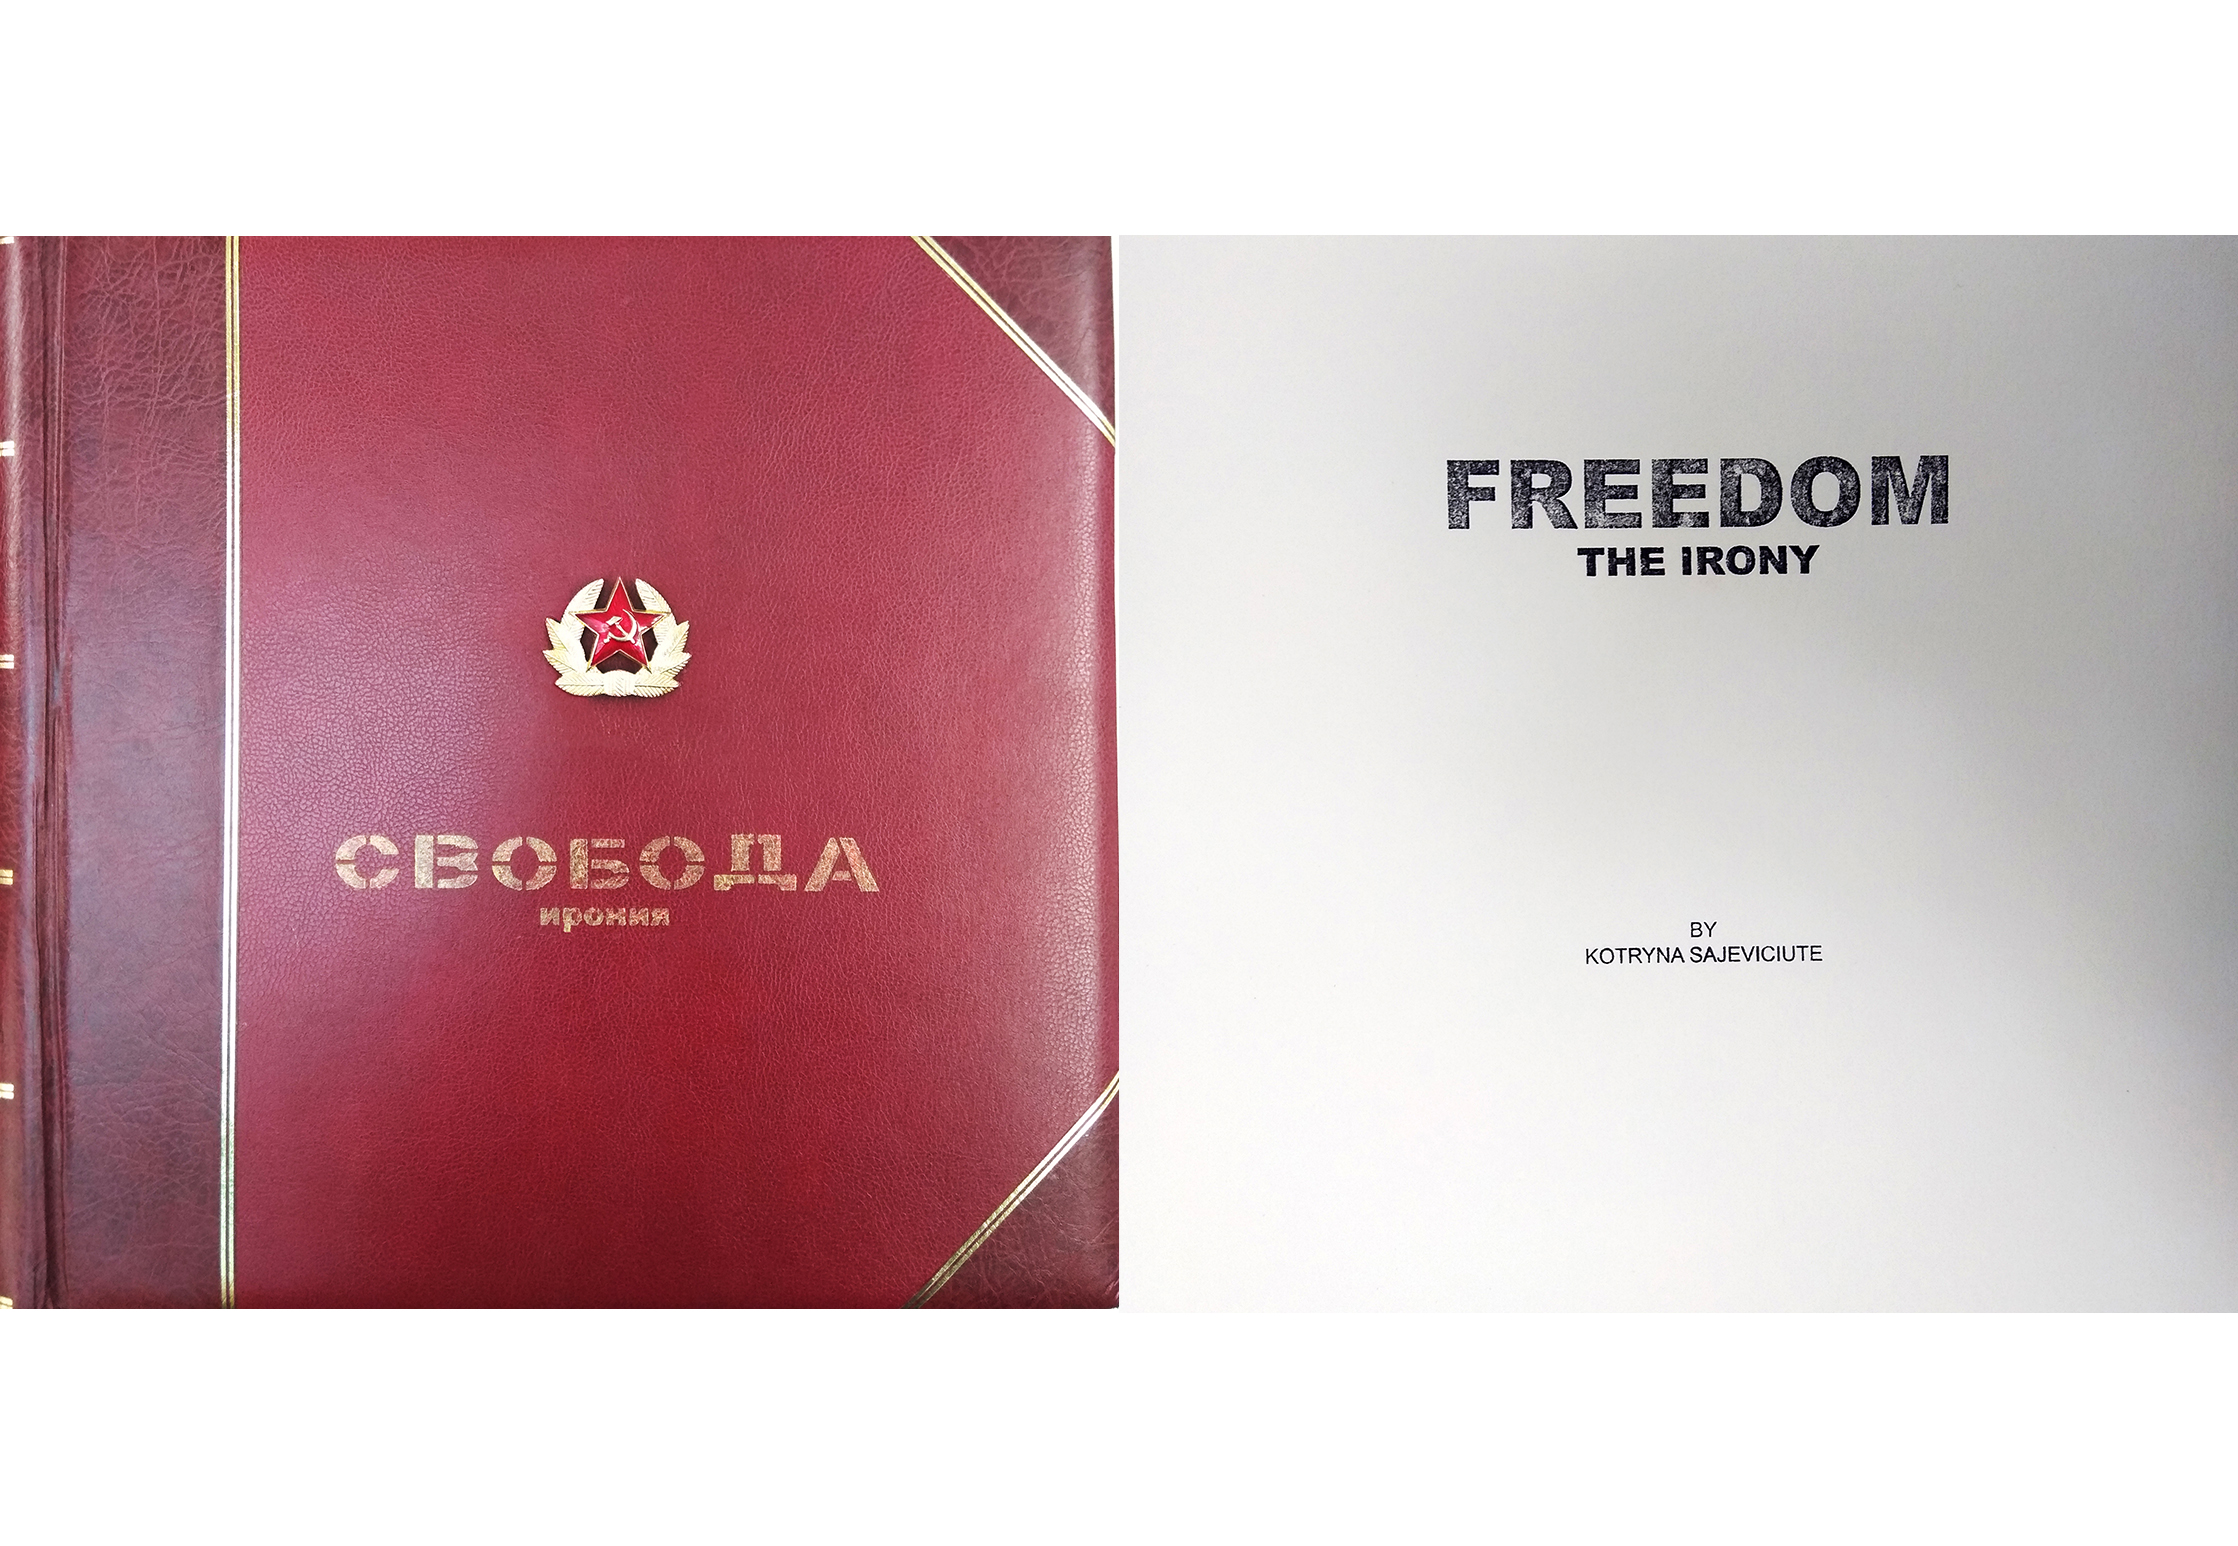 СВОБОДА
ирония
FREEDOM
THE IRONY
BY
KOTRYNA SAJEVICIUTE